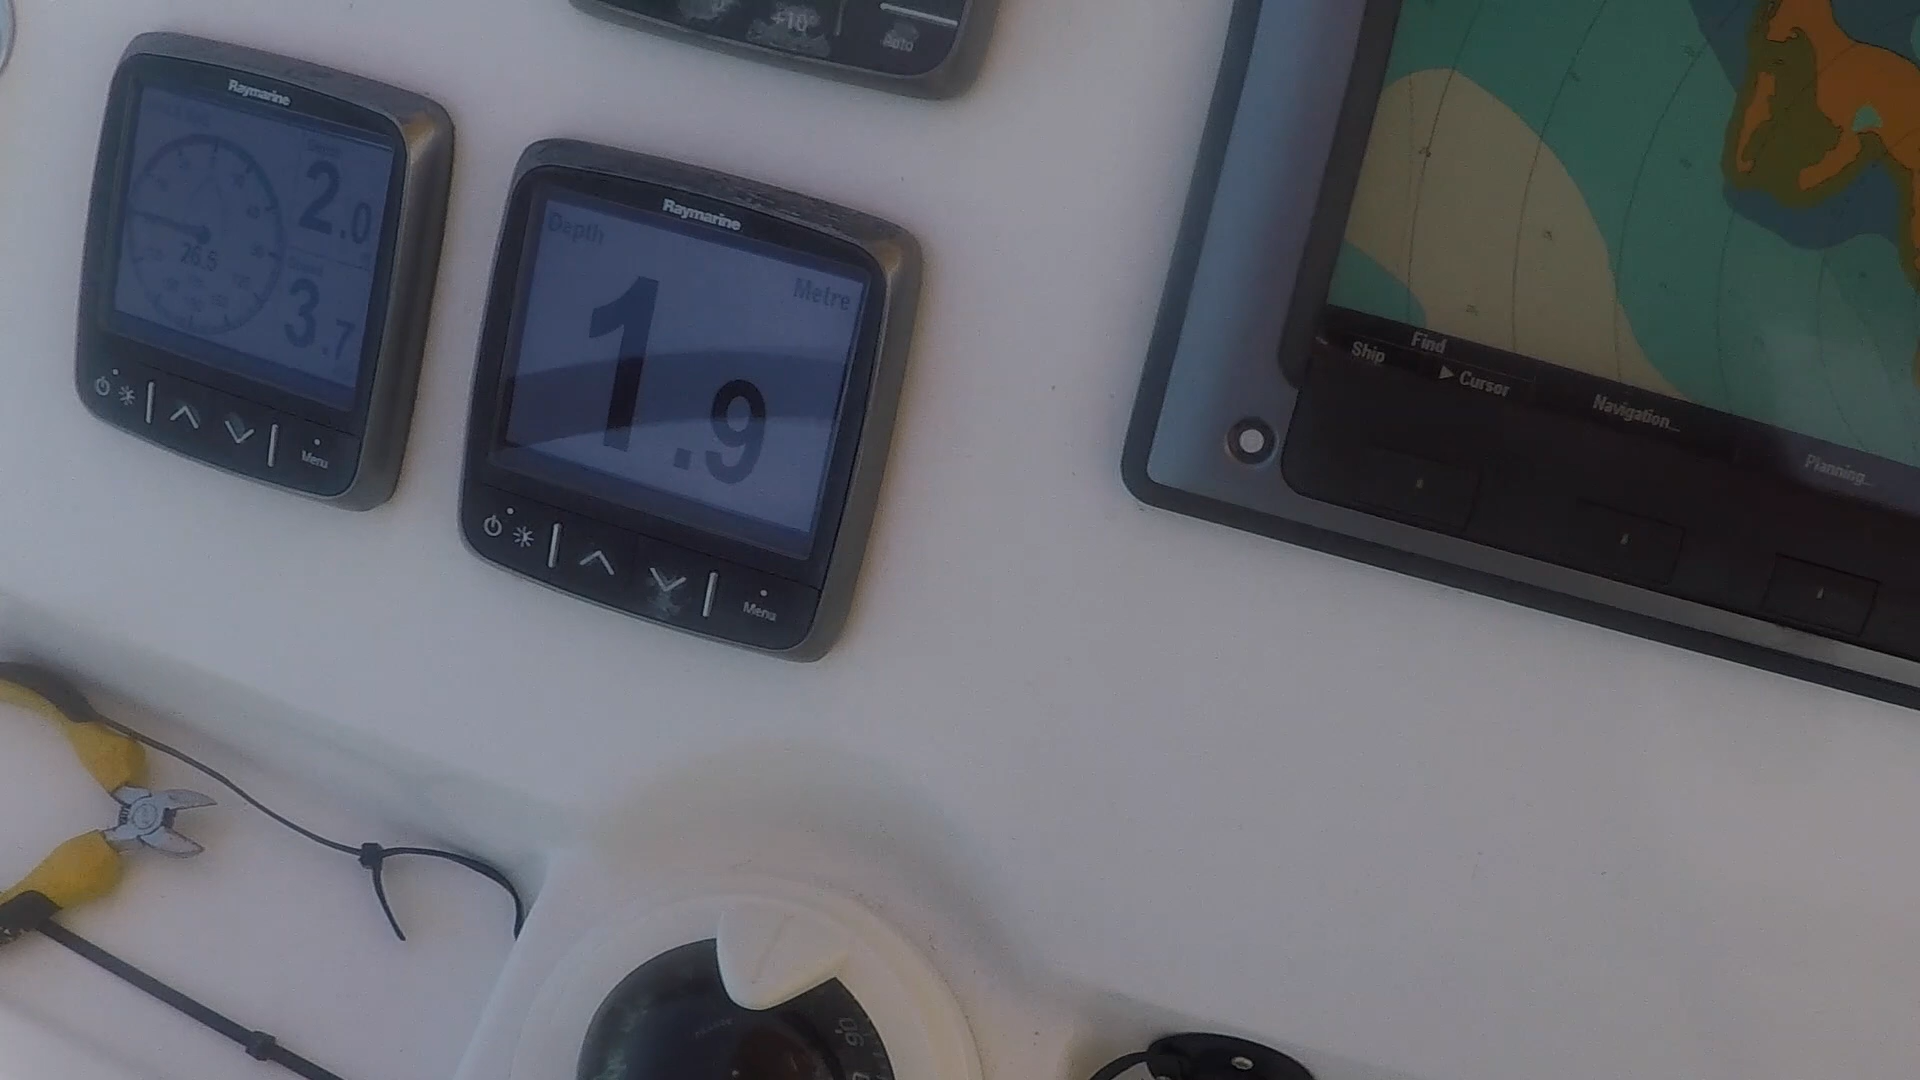 +10
Auto
Raymarine
Depth
2.0
26.5
3.7
Menu
Raymarine
Depth
Metre
1.9
Menu
Find
Ship
Cursor
Navigation...
Planning...